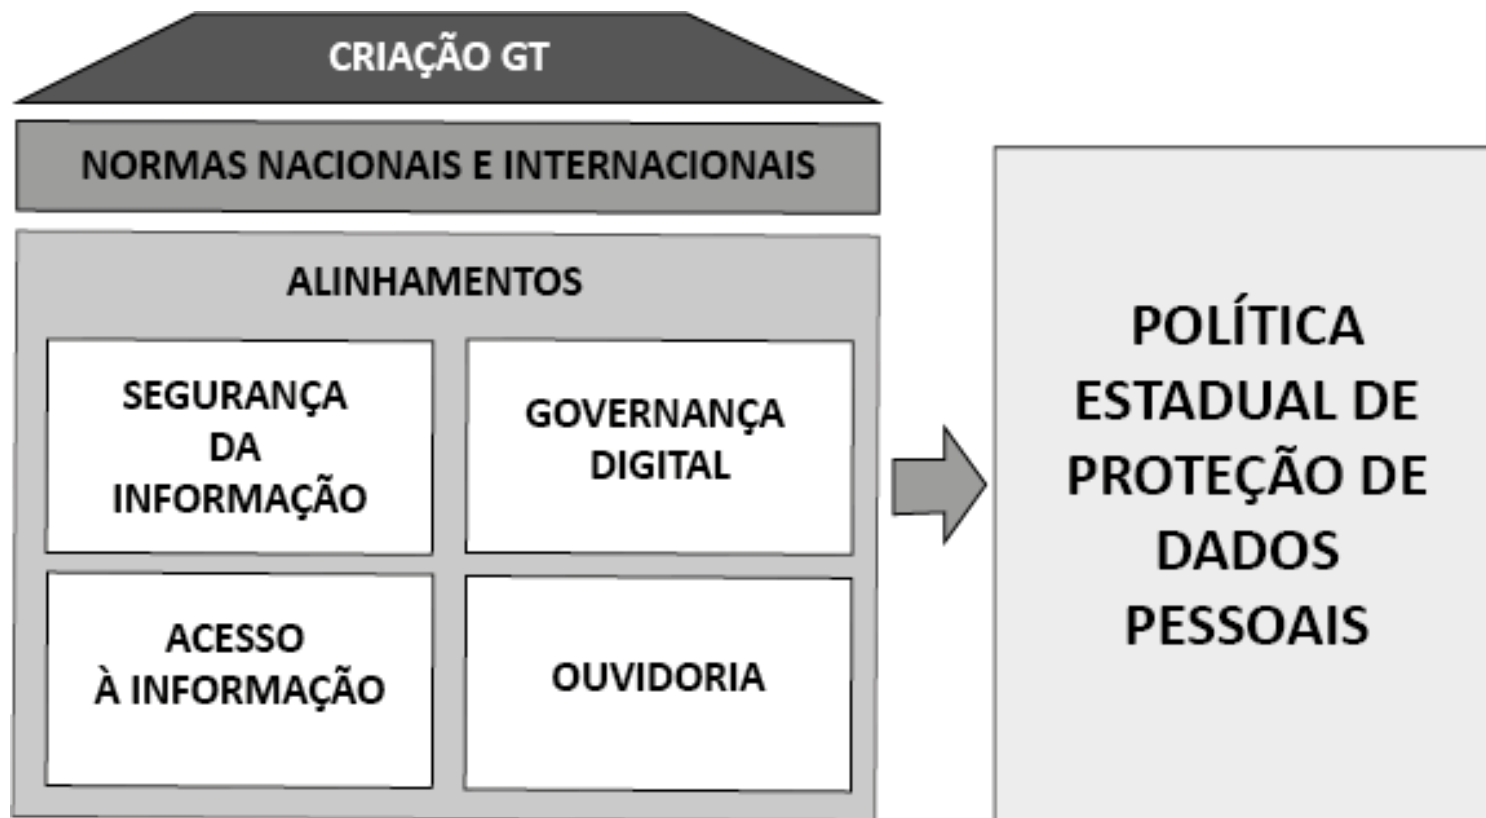 CRIAÇÃO GT
NORMAS NACIONAIS E INTERNACIONAIS
ALINHAMENTOS
SEGURANÇA
DA
INFORMAÇÃO
GOVERNANÇA
DIGITAL
ACESSO
À INFORMAÇÃO
OUVIDORIA
POLÍTICA
ESTADUAL DE
PROTEÇÃO DE
DADOS
PESSOAIS